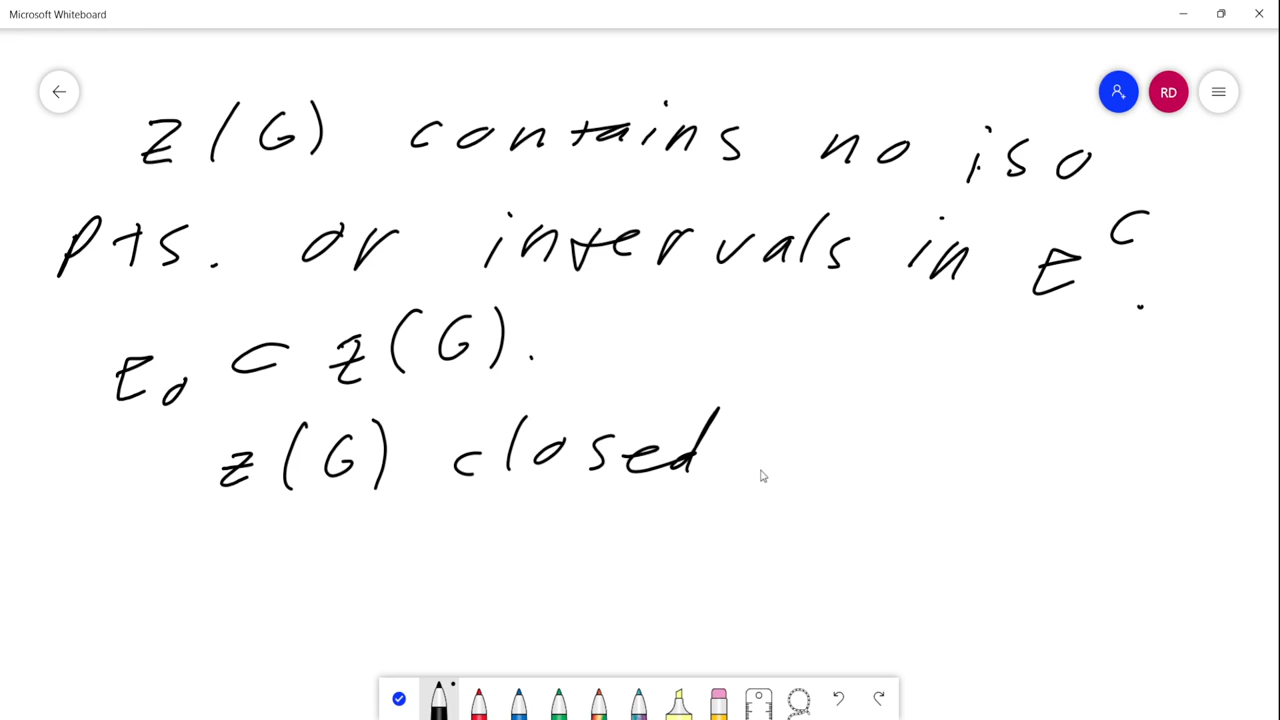 Microsoft Whiteboard
RD
Z(G) contains no iso
pts. or intervals in E^C.
E₀ ⊂ Z(G).
Z(G) closed